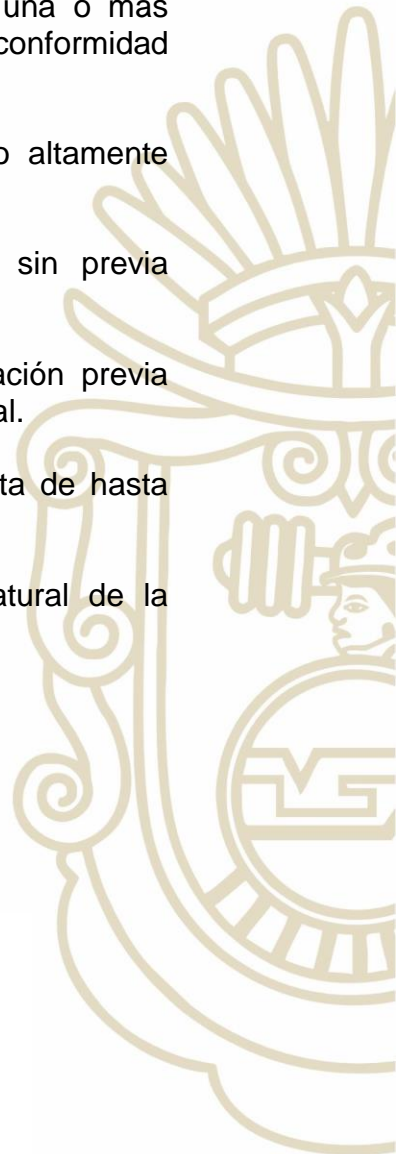 una o más
conformidad
o altamente
sin previa
ación previa
al.
ta de hasta
atural de la